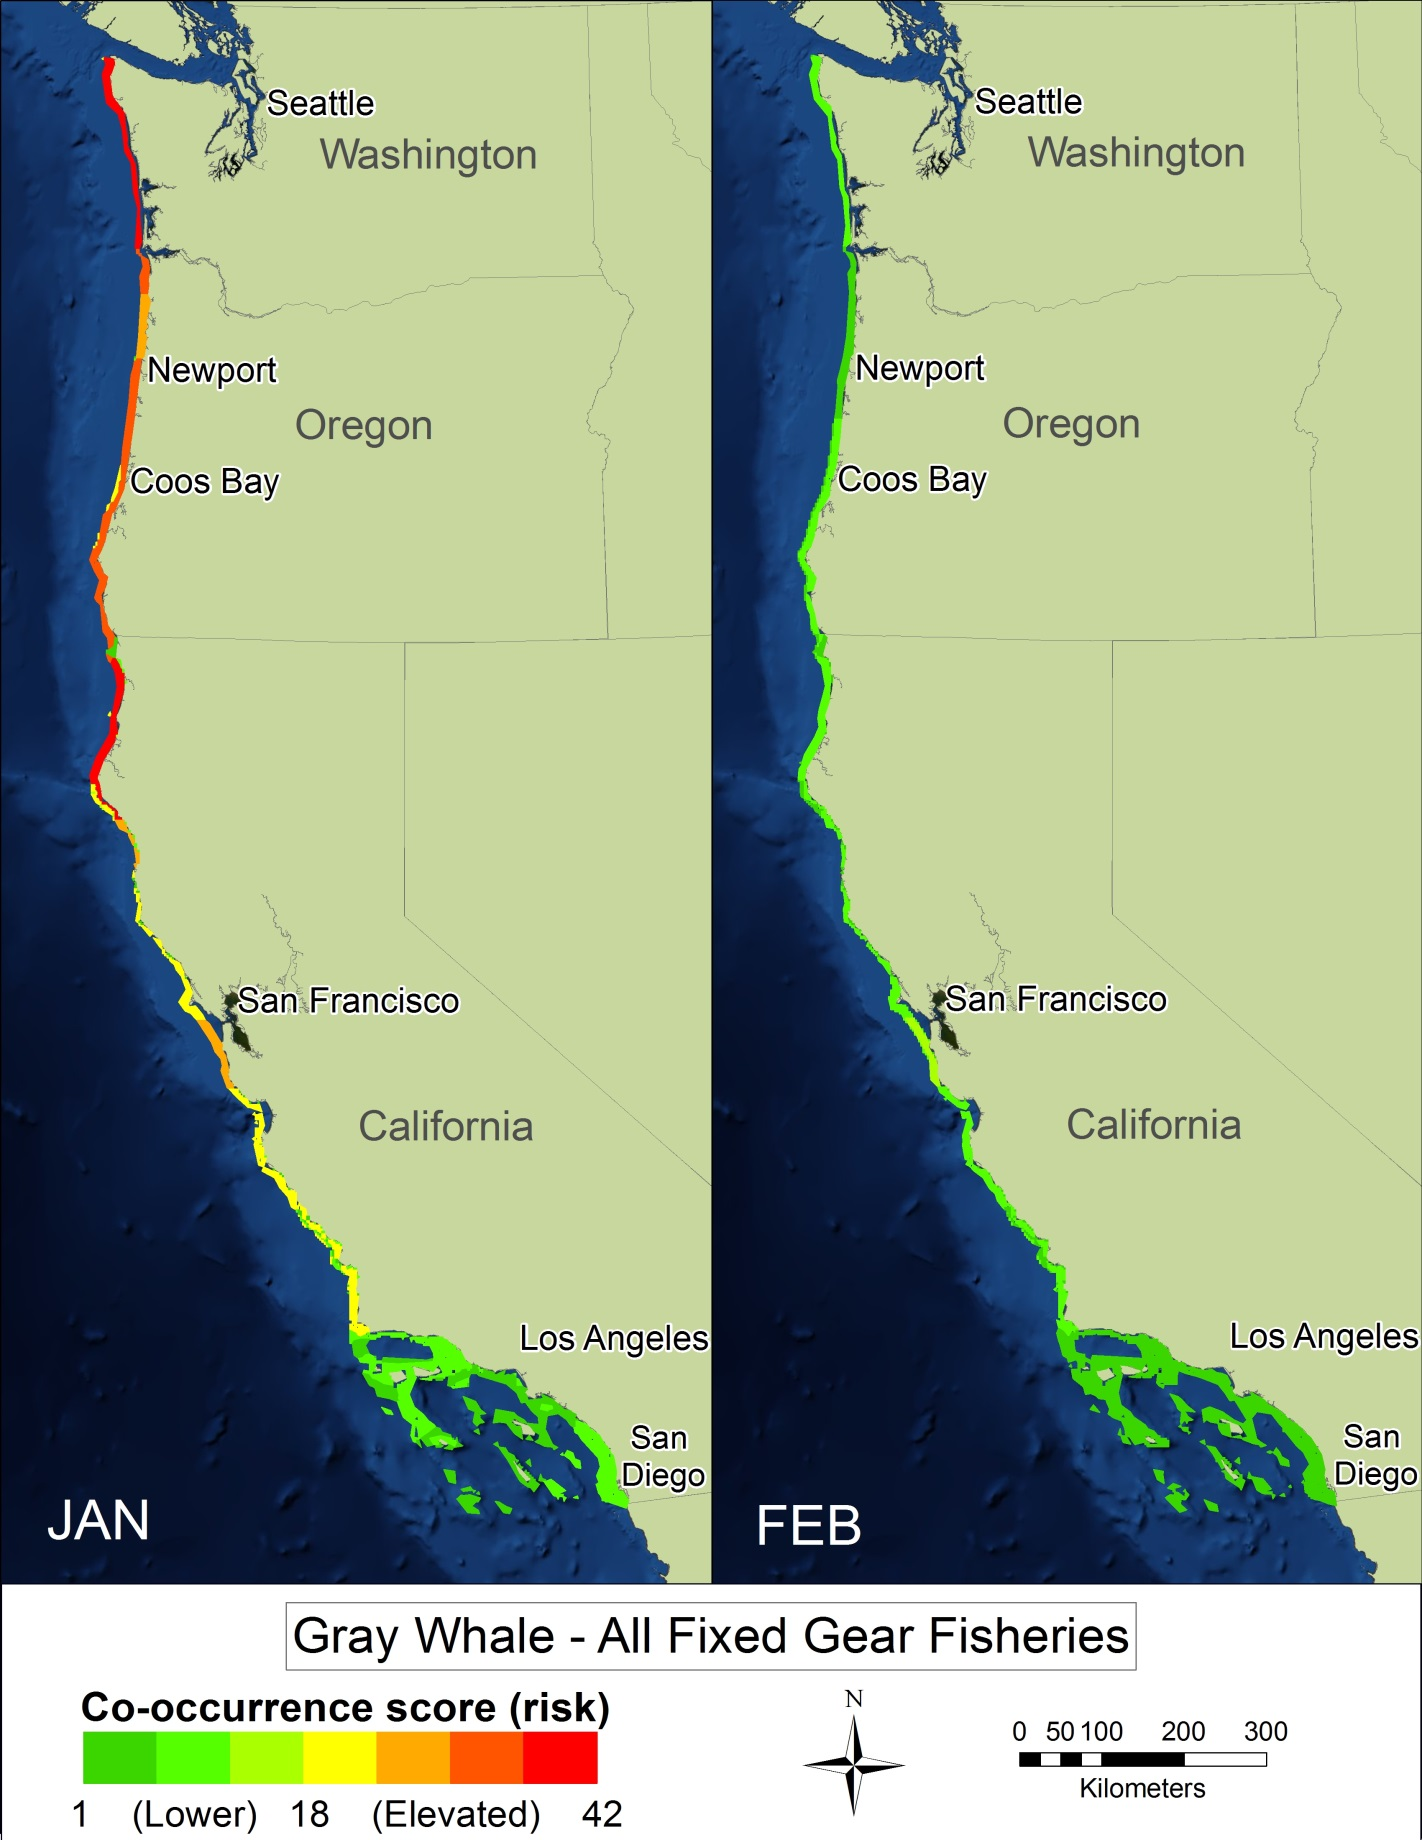 Seattle
Washington
Newport
Oregon
Coos Bay
San Francisco
California
Los Angeles
San
Diego
JAN
Seattle
Washington
Newport
Oregon
Coos Bay
San Francisco
California
Los Angeles
San
Diego
FEB
Gray Whale - All Fixed Gear Fisheries
Co-occurrence score (risk)
1 (Lower) 18 (Elevated) 42
N
0 50 100 200 300
Kilometers